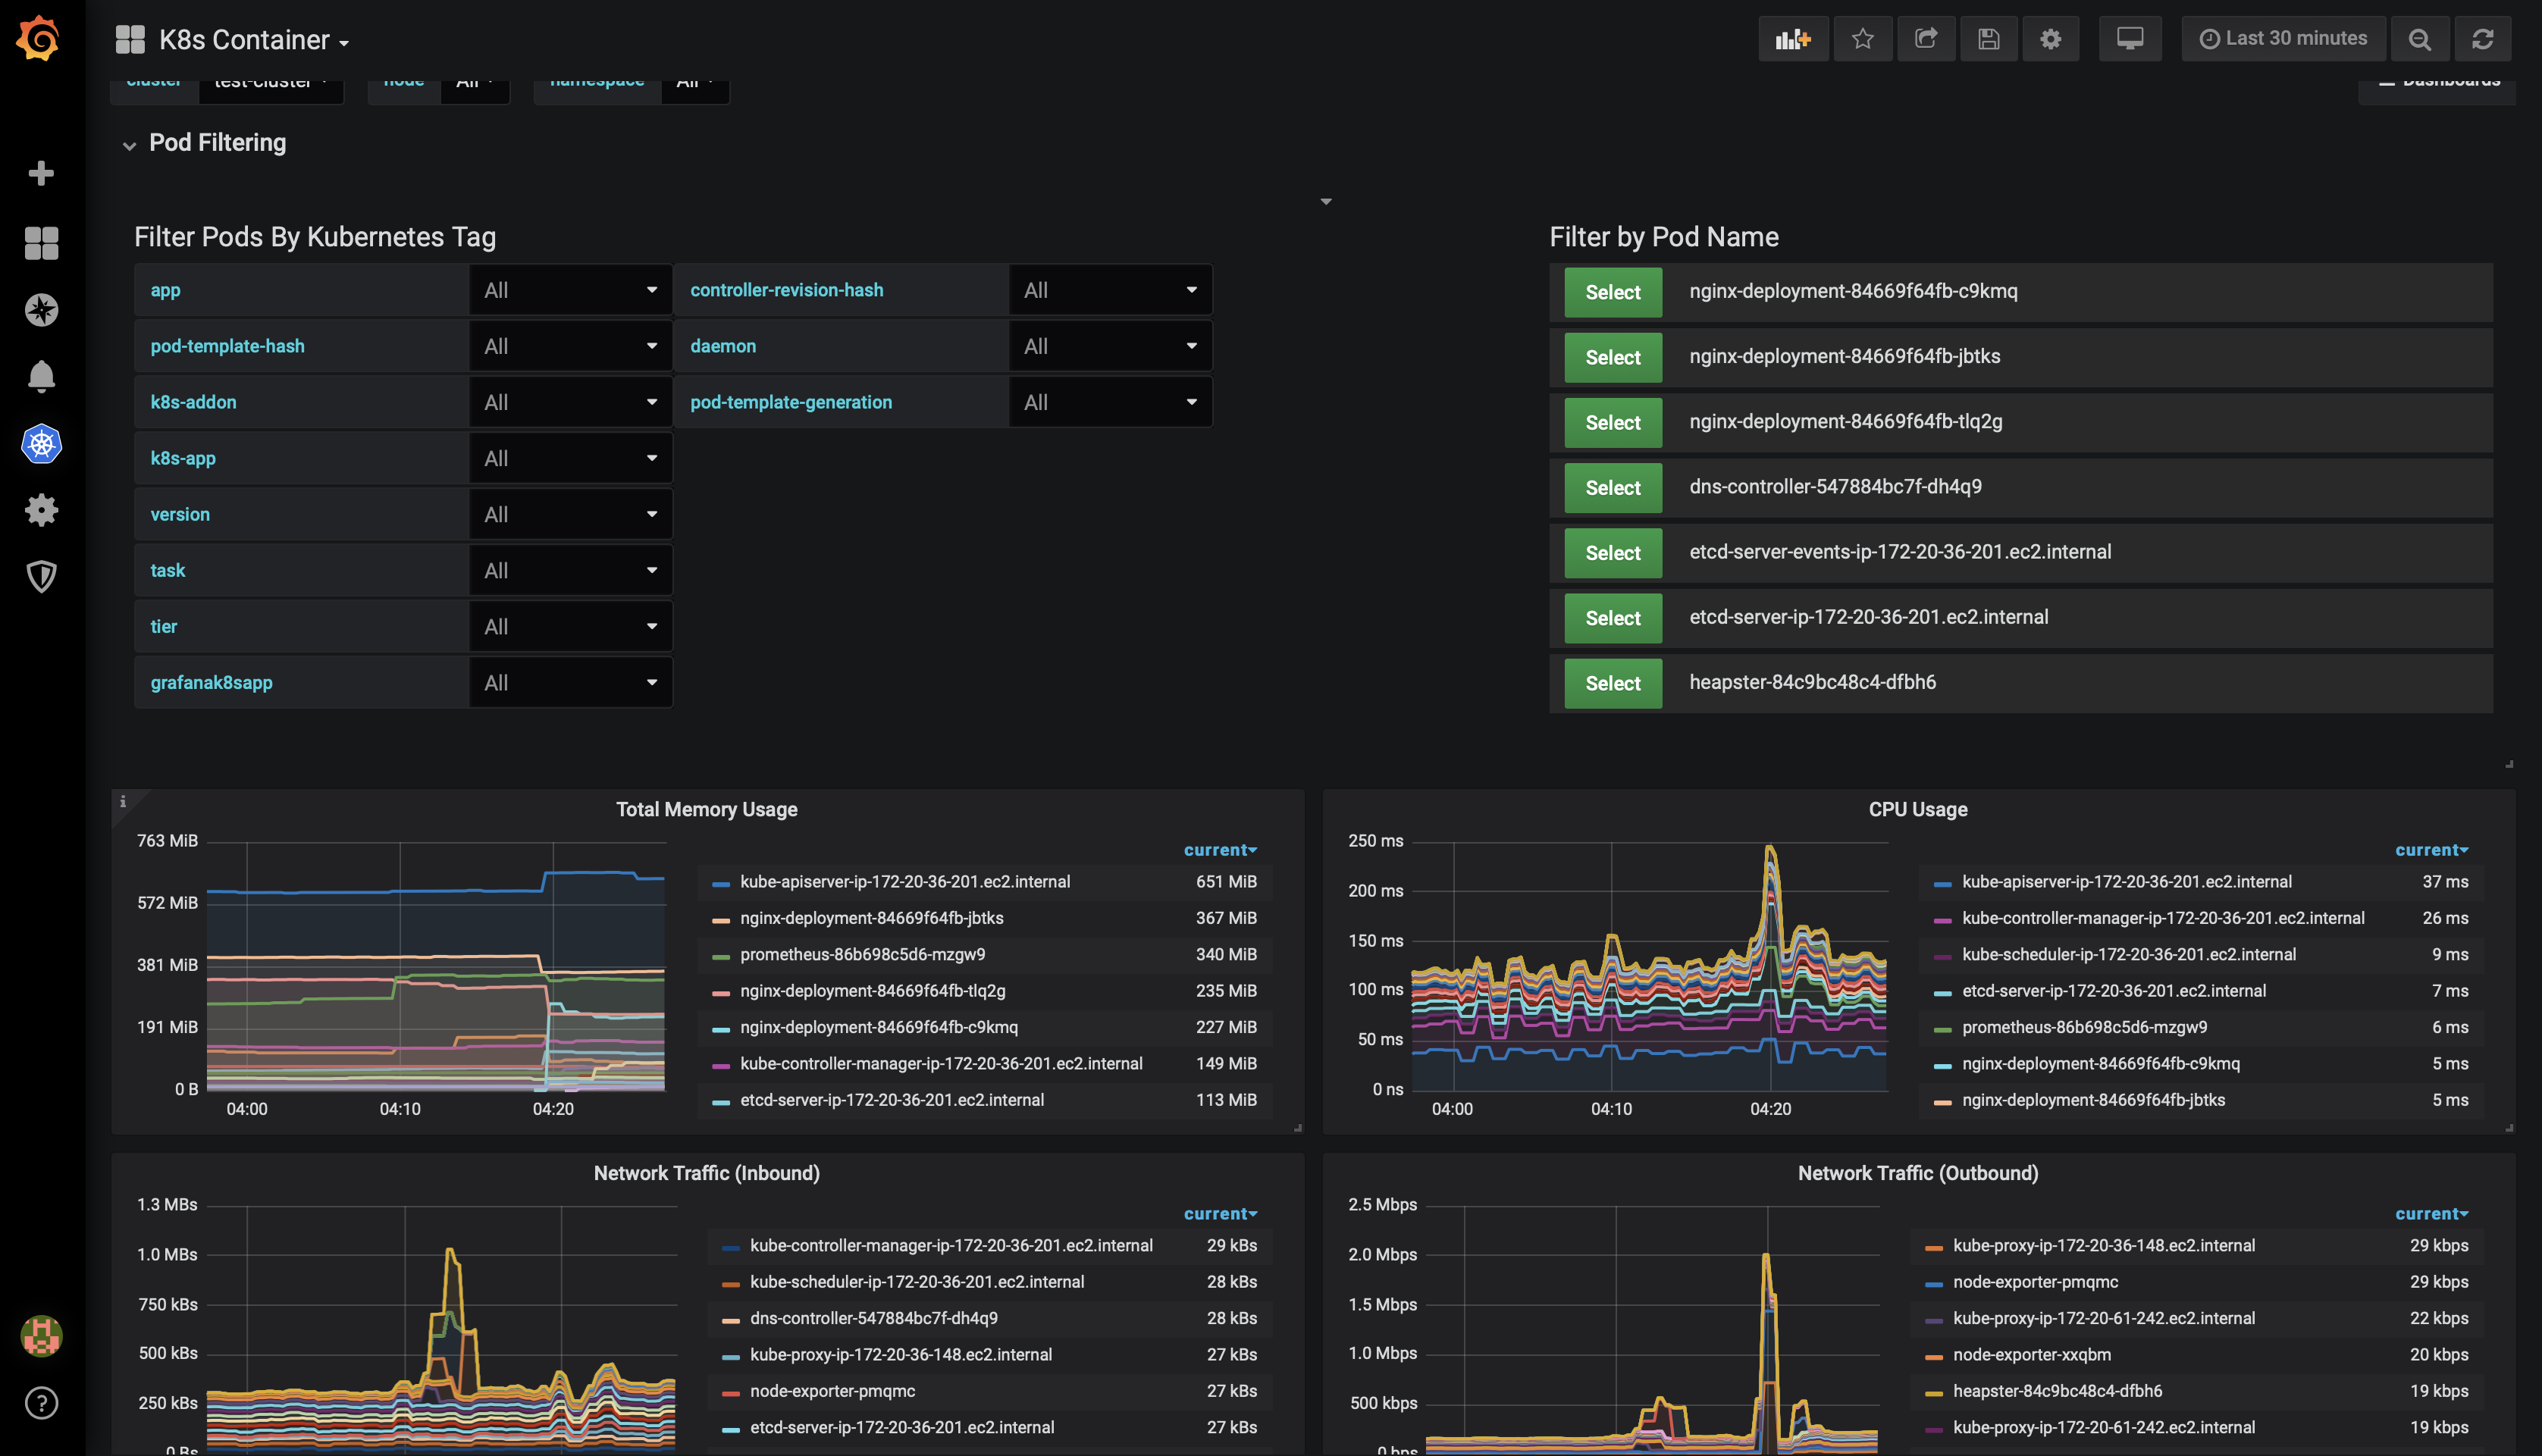 K8s Container
Last 30 minutes
cluster test-cluster node All namespace All Dashboards
Pod Filtering
Filter Pods By Kubernetes Tag
app All controller-revision-hash All
pod-template-hash All daemon All
k8s-addon All pod-template-generation All
k8s-app All
version All
task All
tier All
grafanak8sapp All
Filter by Pod Name
Select nginx-deployment-84669f64fb-c9kmq
Select nginx-deployment-84669f64fb-jbtks
Select nginx-deployment-84669f64fb-tlq2g
Select dns-controller-547884bc7f-dh4q9
Select etcd-server-events-ip-172-20-36-201.ec2.internal
Select etcd-server-ip-172-20-36-201.ec2.internal
Select heapster-84c9bc48c4-dfbh6
i
Total Memory Usage
763 MiB
572 MiB
381 MiB
191 MiB
0 B
04:00 04:10 04:20
current
kube-apiserver-ip-172-20-36-201.ec2.internal 651 MiB
nginx-deployment-84669f64fb-jbtks 367 MiB
prometheus-86b698c5d6-mzgw9 340 MiB
nginx-deployment-84669f64fb-tlq2g 235 MiB
nginx-deployment-84669f64fb-c9kmq 227 MiB
kube-controller-manager-ip-172-20-36-201.ec2.internal 149 MiB
etcd-server-ip-172-20-36-201.ec2.internal 113 MiB
CPU Usage
250 ms
200 ms
150 ms
100 ms
50 ms
0 ns
04:00 04:10 04:20
current
kube-apiserver-ip-172-20-36-201.ec2.internal 37 ms
kube-controller-manager-ip-172-20-36-201.ec2.internal 26 ms
kube-scheduler-ip-172-20-36-201.ec2.internal 9 ms
etcd-server-ip-172-20-36-201.ec2.internal 7 ms
prometheus-86b698c5d6-mzgw9 6 ms
nginx-deployment-84669f64fb-c9kmq 5 ms
nginx-deployment-84669f64fb-jbtks 5 ms
Network Traffic (Inbound)
1.3 MBs
1.0 MBs
750 kBs
500 kBs
250 kBs
0 Bs
current
kube-controller-manager-ip-172-20-36-201.ec2.internal 29 kBs
kube-scheduler-ip-172-20-36-201.ec2.internal 28 kBs
dns-controller-547884bc7f-dh4q9 28 kBs
kube-proxy-ip-172-20-36-148.ec2.internal 27 kBs
node-exporter-pmqmc 27 kBs
etcd-server-ip-172-20-36-201.ec2.internal 27 kBs
Network Traffic (Outbound)
2.5 Mbps
2.0 Mbps
1.5 Mbps
1.0 Mbps
500 kbps
0 bps
current
kube-proxy-ip-172-20-36-148.ec2.internal 29 kbps
node-exporter-pmqmc 29 kbps
kube-proxy-ip-172-20-61-242.ec2.internal 22 kbps
node-exporter-xxqbm 20 kbps
heapster-84c9bc48c4-dfbh6 19 kbps
kube-proxy-ip-172-20-61-242.ec2.internal 19 kbps